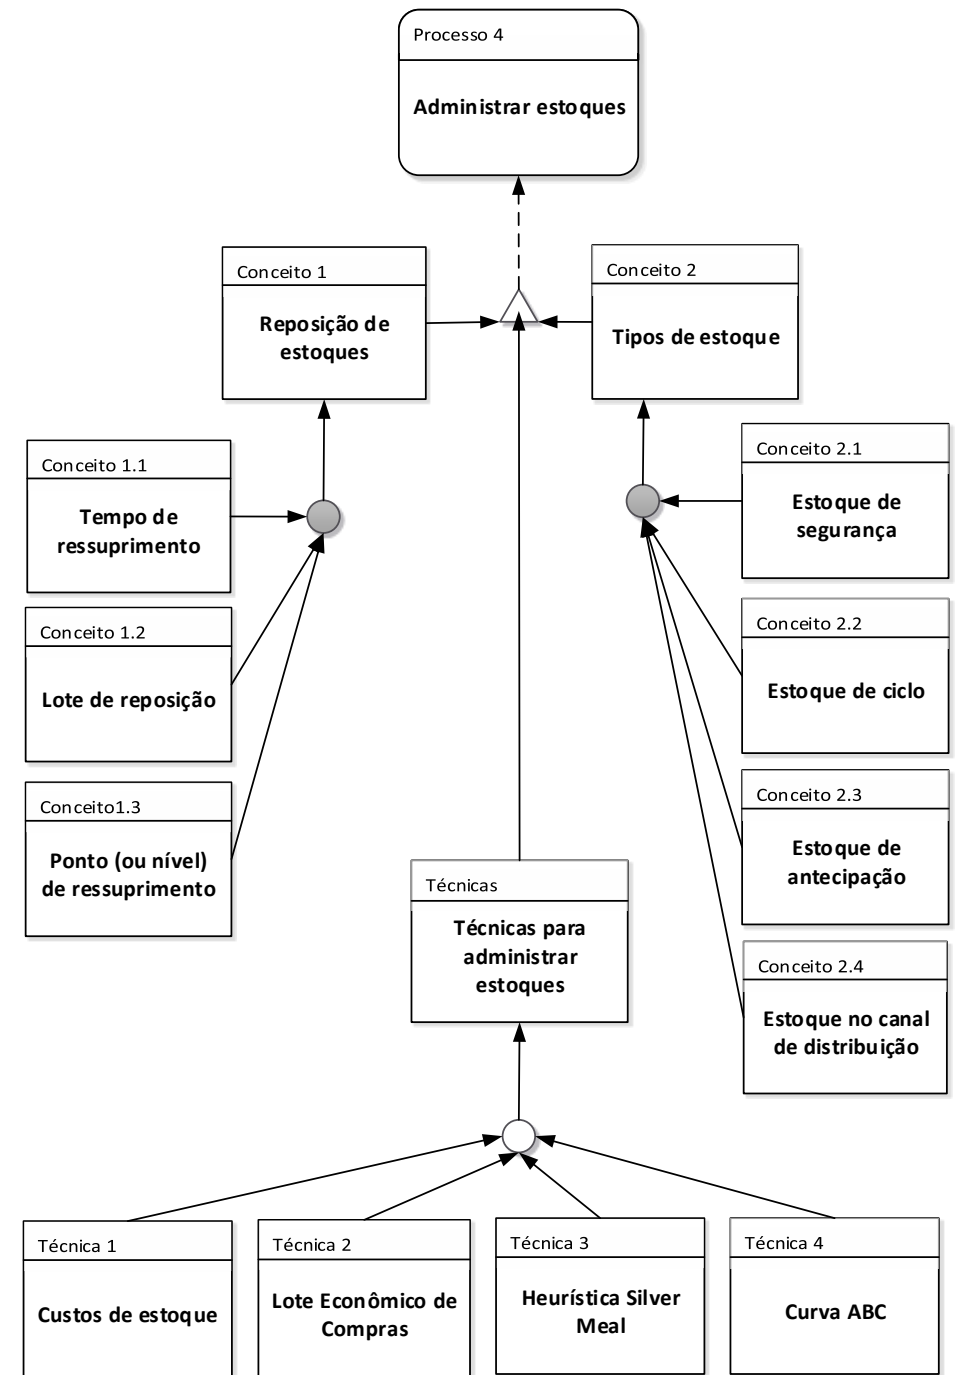 Processo 4
Administrar estoques
Conceito 1
Reposição de
estoques
Conceito 2
Tipos de estoque
Conceito 1.1
Tempo de
ressuprimento
Conceito 1.2
Lote de reposição
Conceito1.3
Ponto (ou nível)
de ressuprimento
Conceito 2.1
Estoque de
segurança
Conceito 2.2
Estoque de ciclo
Conceito 2.3
Estoque de
antecipação
Conceito 2.4
Estoque no canal
de distribuição
Técnicas
Técnicas para
administrar
estoques
Técnica 1
Custos de estoque
Técnica 2
Lote Econômico de
Compras
Técnica 3
Heurística Silver
Meal
Técnica 4
Curva ABC